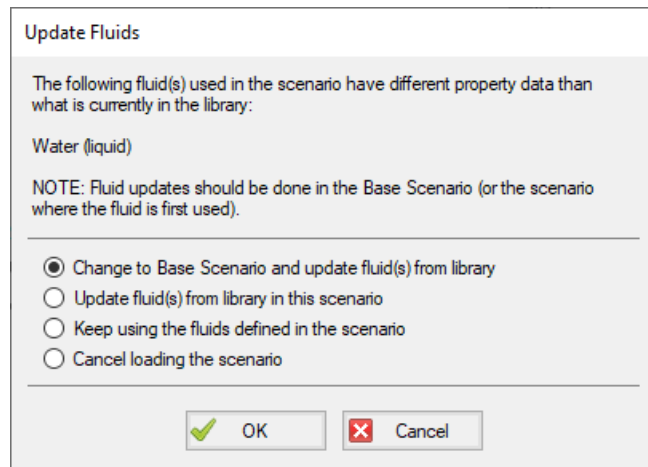 Update Fluids
The following fluid(s) used in the scenario have different property data than
what is currently in the library:
Water (liquid)
NOTE: Fluid updates should be done in the Base Scenario (or the scenario
where the fluid is first used).
Change to Base Scenario and update fluid(s) from library
Update fluid(s) from library in this scenario
Keep using the fluids defined in the scenario
Cancel loading the scenario
OK
Cancel